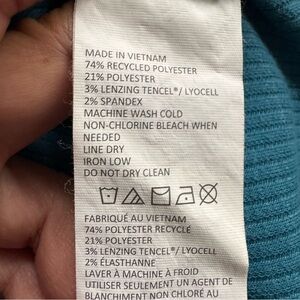 MADE IN VIETNAM
74% RECYCLED POLYESTER
21% POLYESTER
3% LENZING TENCEL®/ LYOCELL
2% SPANDEX
MACHINE WASH COLD
NON-CHLORINE BLEACH WHEN
NEEDED
LINE DRY
IRON LOW
DO NOT DRY CLEAN
FABRIQUÉ AU VIETNAM
74% POLYESTER RECYCLÉ
21% POLYESTER
3% LENZING TENCEL®/ LYOCELL
2% ÉLASTHANNE
LAVER À MACHINE À FROID
UTILISER SEULEMENT UN AGENT DE
BLANCHIMENT NON CHLORÉ AU